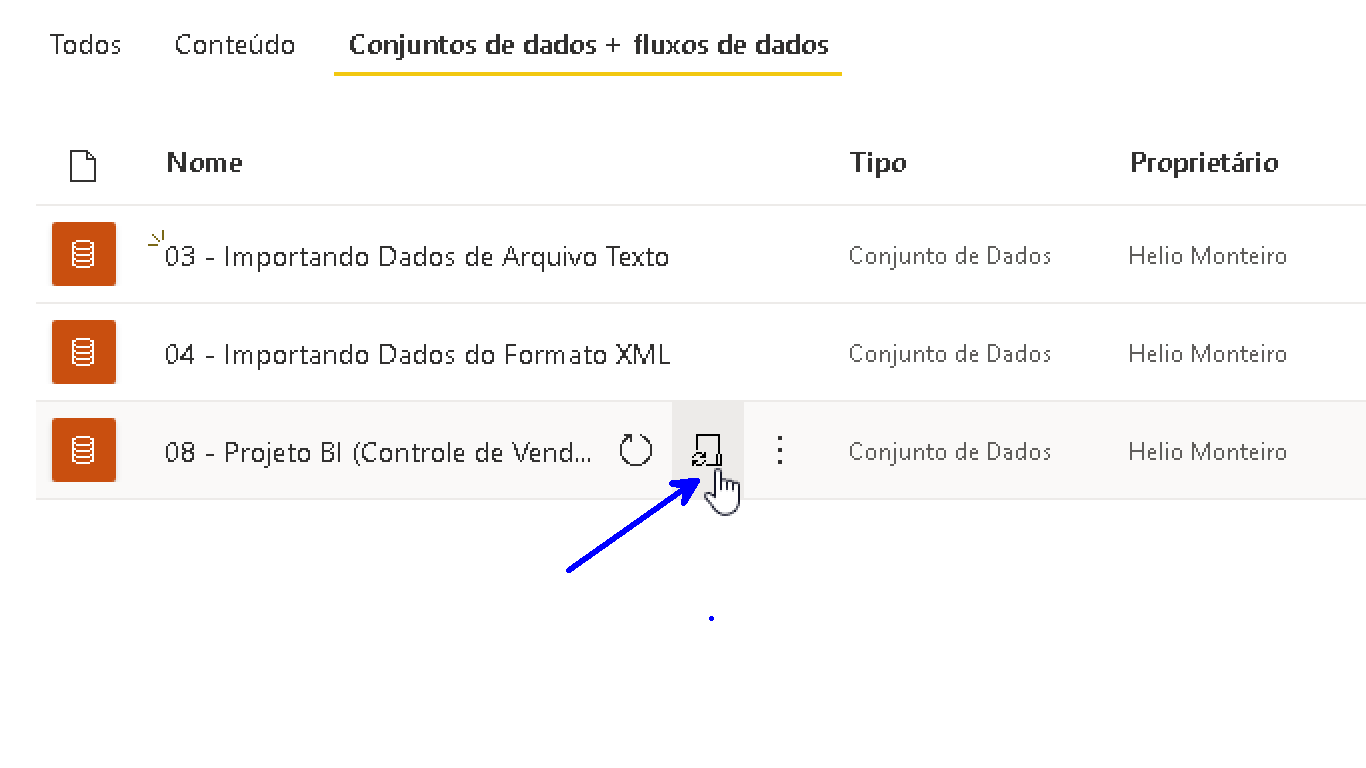 Todos Conteúdo Conjuntos de dados + fluxos de dados
Nome Tipo Proprietário
03 - Importando Dados de Arquivo Texto Conjunto de Dados Helio Monteiro
04 - Importando Dados do Formato XML Conjunto de Dados Helio Monteiro
08 - Projeto BI (Controle de Vend... Conjunto de Dados Helio Monteiro